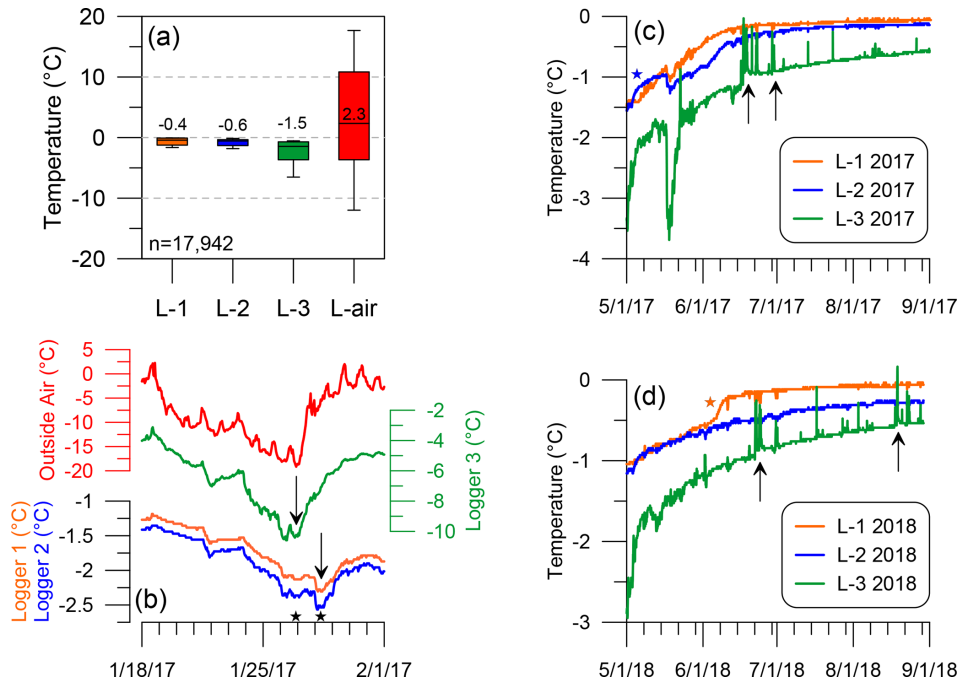 (a)
Temperature (°C)
20
10
0
-10
-20
-0.4
-0.6
-1.5
2.3
n=17,942
L-1
L-2
L-3
L-air
(b)
Outside Air (°C)
5
0
-5
-10
-15
-20
Logger 3 (°C)
-2
-4
-6
-8
-10
Logger 1 (°C)
Logger 2 (°C)
-1
-1.5
-2
-2.5
1/18/17
1/25/17
2/1/17
(c)
Temperature (°C)
0
-1
-2
-3
-4
L-1 2017
L-2 2017
L-3 2017
5/1/17
6/1/17
7/1/17
8/1/17
9/1/17
(d)
Temperature (°C)
0
-1
-2
-3
L-1 2018
L-2 2018
L-3 2018
5/1/18
6/1/18
7/1/18
8/1/18
9/1/18